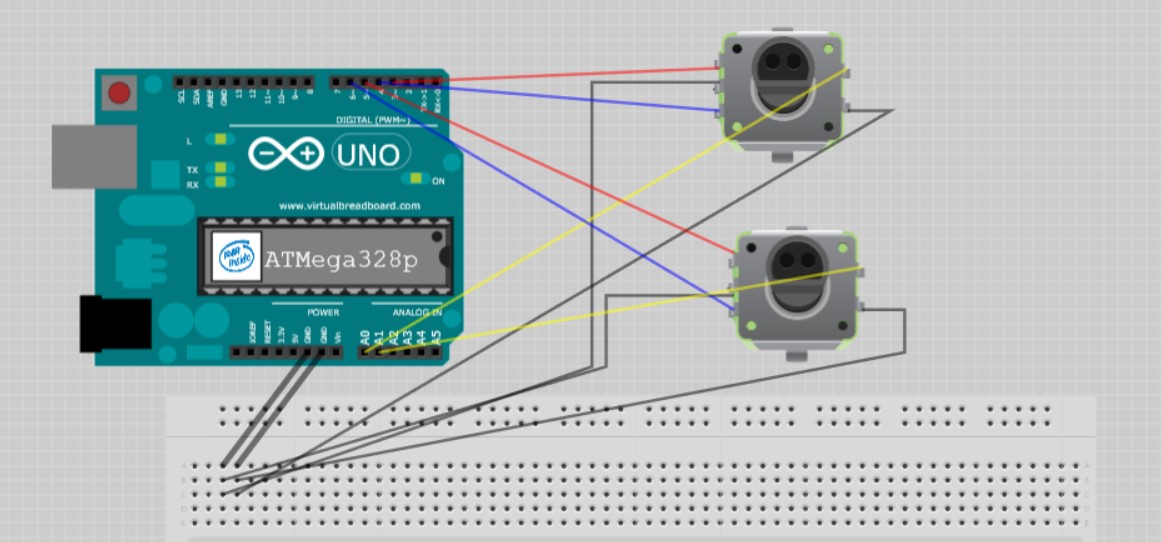 SCL SDA AREF GND 13 12 11~ 10~ 9~ 8 7 6~ 5~ 4 3~ 2 TX>1 RX<0
DIGITAL (PWM~)
L
UNO
TX
RX
ON
www.virtualbreadboard.com
ATMega328p
POWER
ANALOG IN
IOREF RESET 3.3V 5V GND GND Vin A0 A1 A2 A3 A4 A5